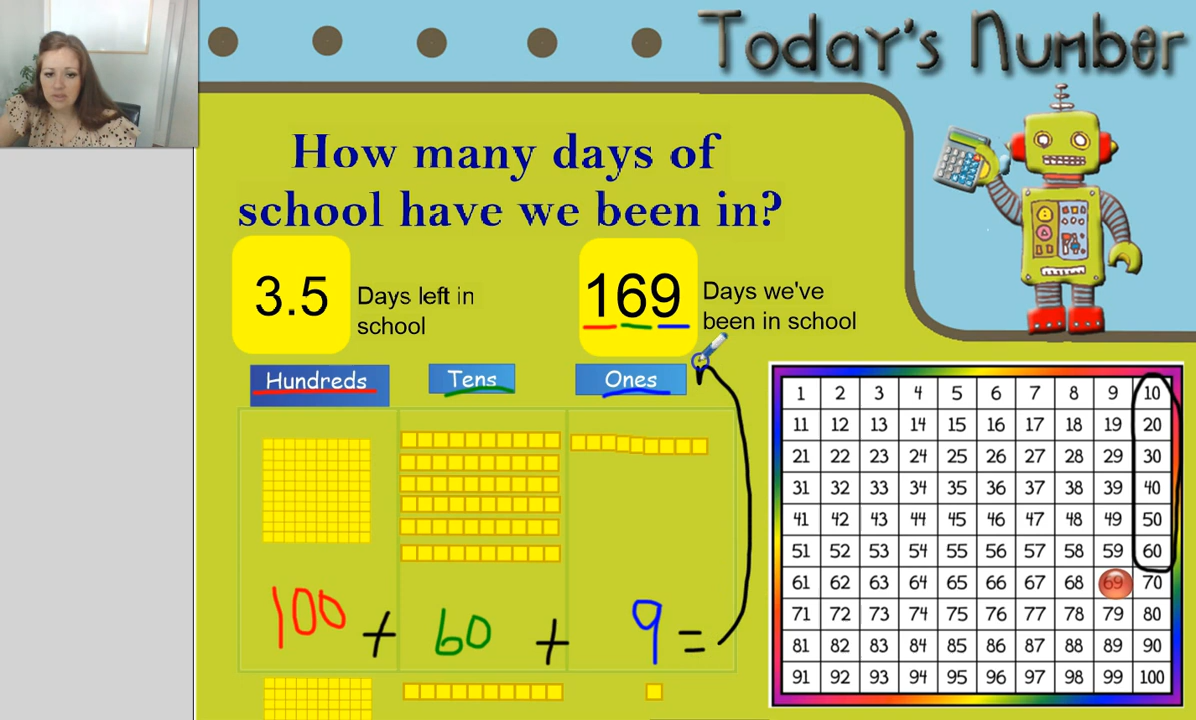 Today's Number
How many days of
school have we been in?
3.5
Days left in
school
169
Days we've
been in school
Hundreds
Tens
Ones
100 + 60 + 9 =
1 2 3 4 5 6 7 8 9 10
11 12 13 14 15 16 17 18 19 20
21 22 23 24 25 26 27 28 29 30
31 32 33 34 35 36 37 38 39 40
41 42 43 44 45 46 47 48 49 50
51 52 53 54 55 56 57 58 59 60
61 62 63 64 65 66 67 68 69 70
71 72 73 74 75 76 77 78 79 80
81 82 83 84 85 86 87 88 89 90
91 92 93 94 95 96 97 98 99 100